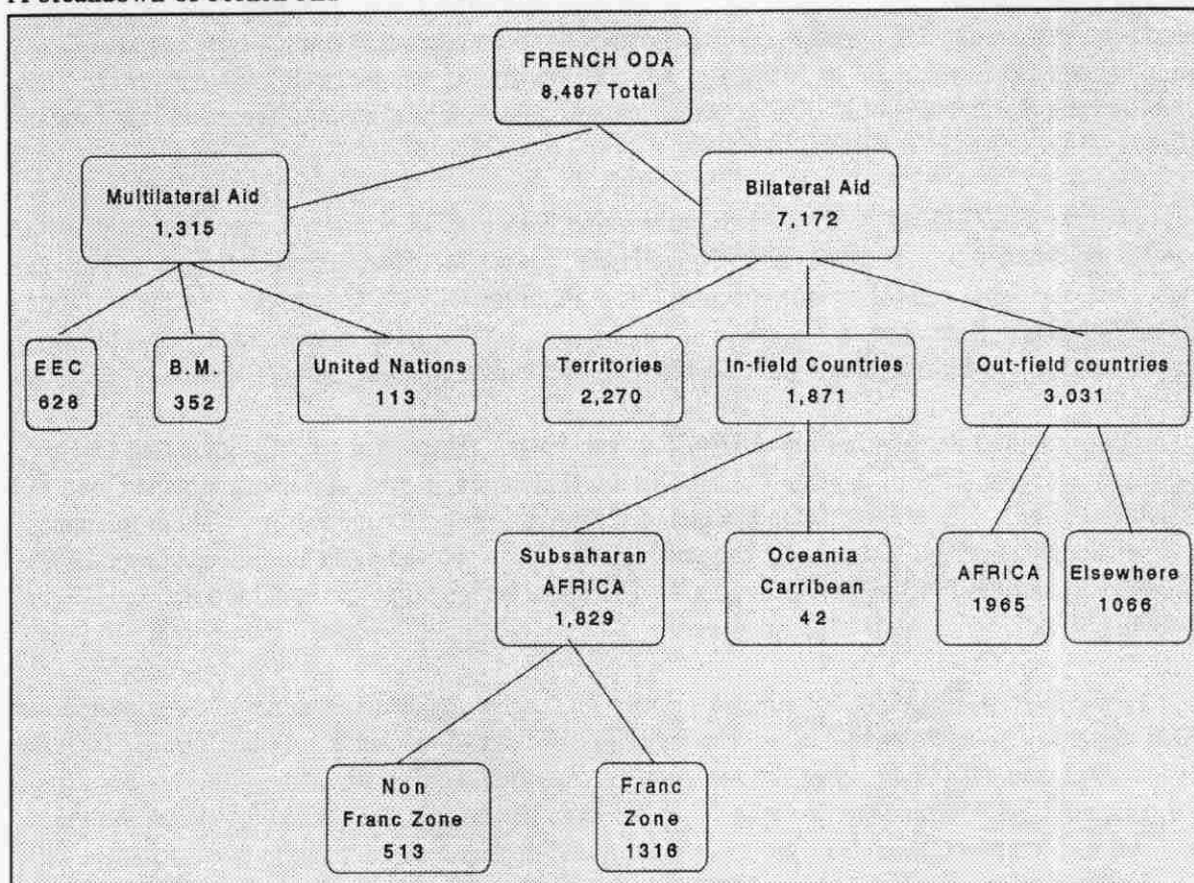 FRENCH ODA
8,487 Total
Multilateral Aid
1,315
Bilateral Aid
7,172
EEC
628
B.M.
352
United Nations
113
Territories
2,270
In-field Countries
1,871
Out-field countries
3,031
Subsaharan
AFRICA
1,829
Oceania
Carribean
42
AFRICA
1965
Elsewhere
1066
Non
Franc Zone
513
Franc
Zone
1316